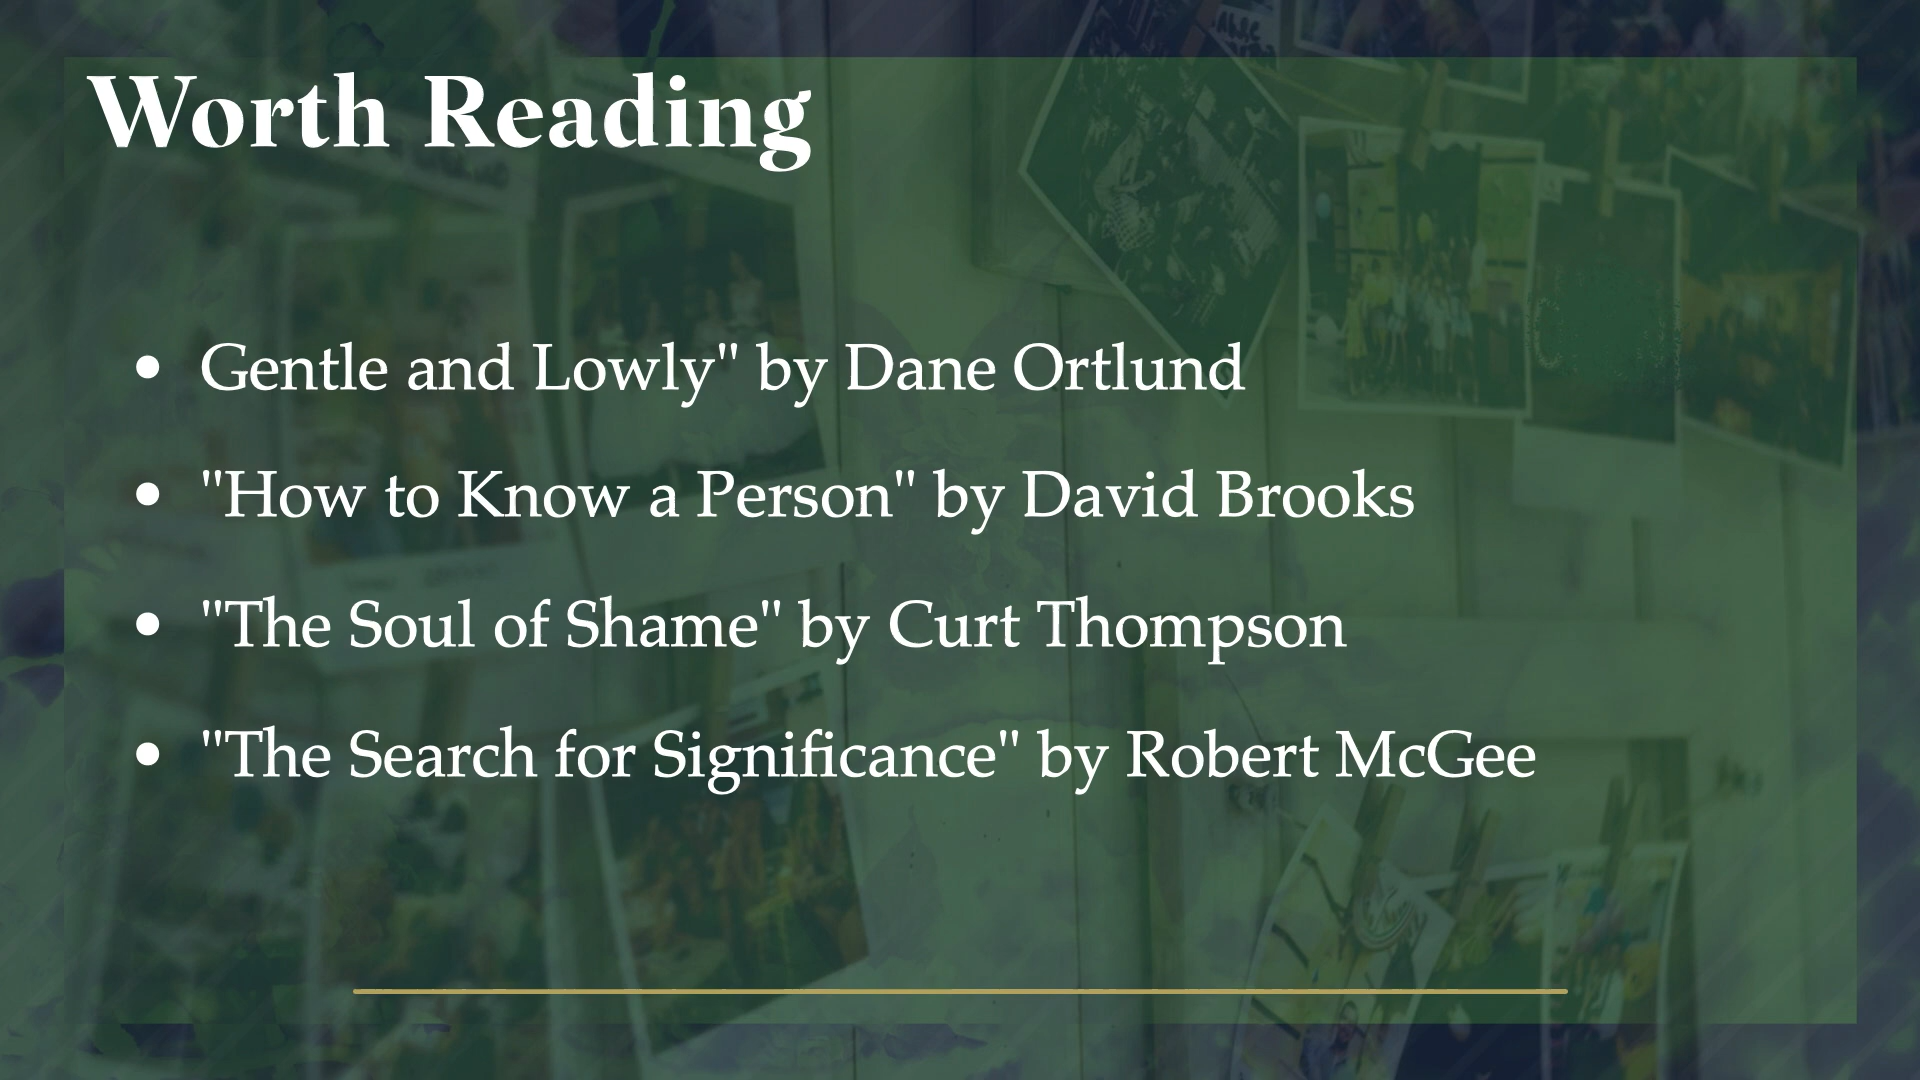 Worth Reading
• Gentle and Lowly" by Dane Ortlund
• "How to Know a Person" by David Brooks
• "The Soul of Shame" by Curt Thompson
• "The Search for Significance" by Robert McGee